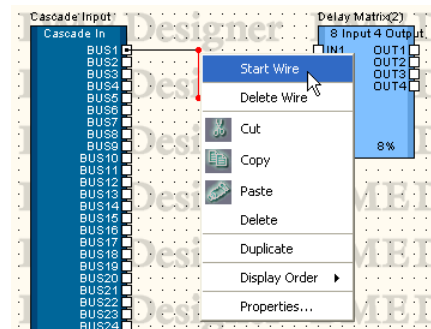 Cascade Input
Cascade In
BUS1
BUS2
BUS3
BUS4
BUS5
BUS6
BUS7
BUS8
BUS9
BUS10
BUS11
BUS12
BUS13
BUS14
BUS15
BUS16
BUS17
BUS18
BUS19
BUS20
BUS21
BUS22
BUS23
BUS24
Start Wire
Delete Wire
Cut
Copy
Paste
Delete
Duplicate
Display Order
Properties...
Delay Matrix(2)
8 Input 4 Output
IN1 OUT1
OUT2
OUT3
OUT4
8%
Designer